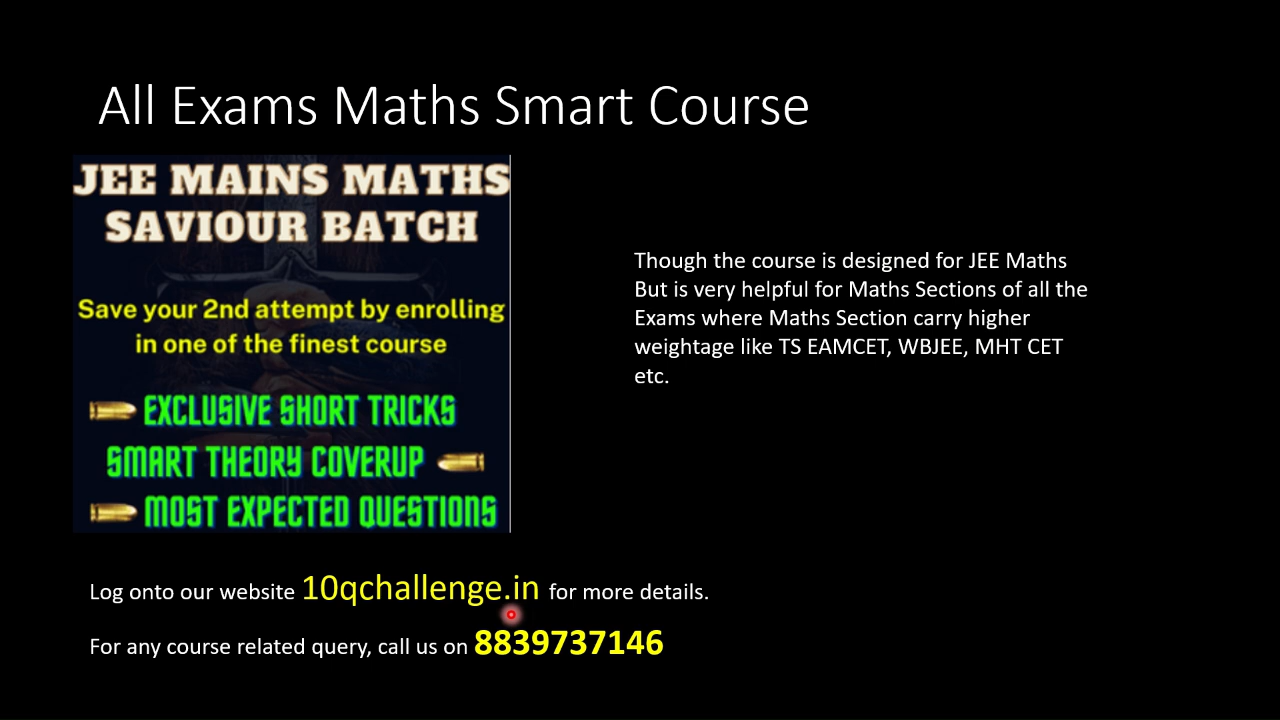 All Exams Maths Smart Course
JEE MAINS MATHS
SAVIOUR BATCH
Save your 2nd attempt by enrolling
in one of the finest course
EXCLUSIVE SHORT TRICKS
SMART THEORY COVERUP
MOST EXPECTED QUESTIONS
Though the course is designed for JEE Maths
But is very helpful for Maths Sections of all the
Exams where Maths Section carry higher
weightage like TS EAMCET, WBJEE, MHT CET
etc.
Log onto our website 10qchallenge.in for more details.
For any course related query, call us on 8839737146